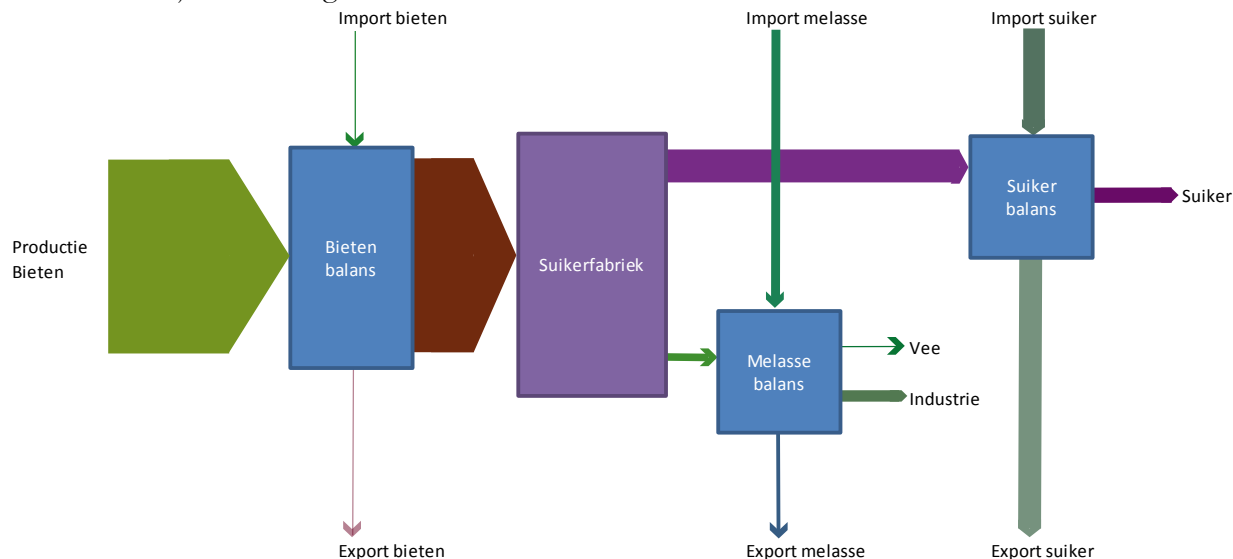 Import bieten
Import melasse
Import suiker
Productie
Bieten
Bieten
balans
Suikerfabriek
Suiker
balans
Suiker
Melasse
balans
Vee
Industrie
Export bieten
Export melasse
Export suiker